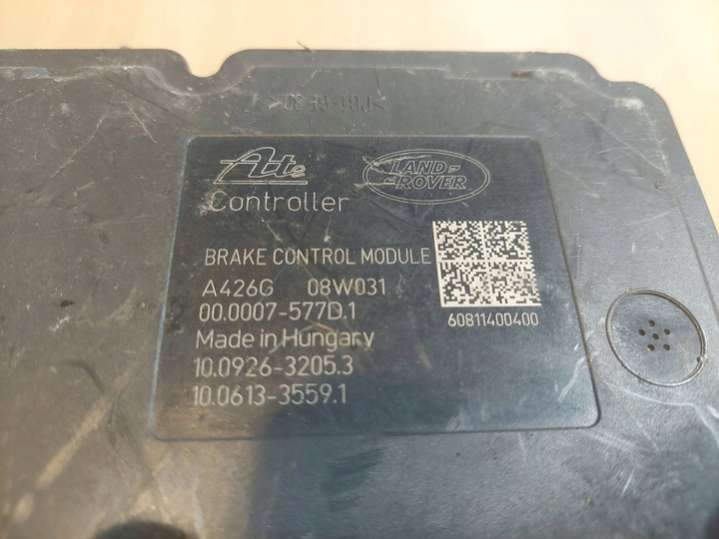 Ate
LAND-
-ROVER
Controller
BRAKE CONTROL MODULE
A426G 08W031
00.0007-577D.1
60811400400
Made in Hungary
10.0926-3205.3
10.0613-3559.1